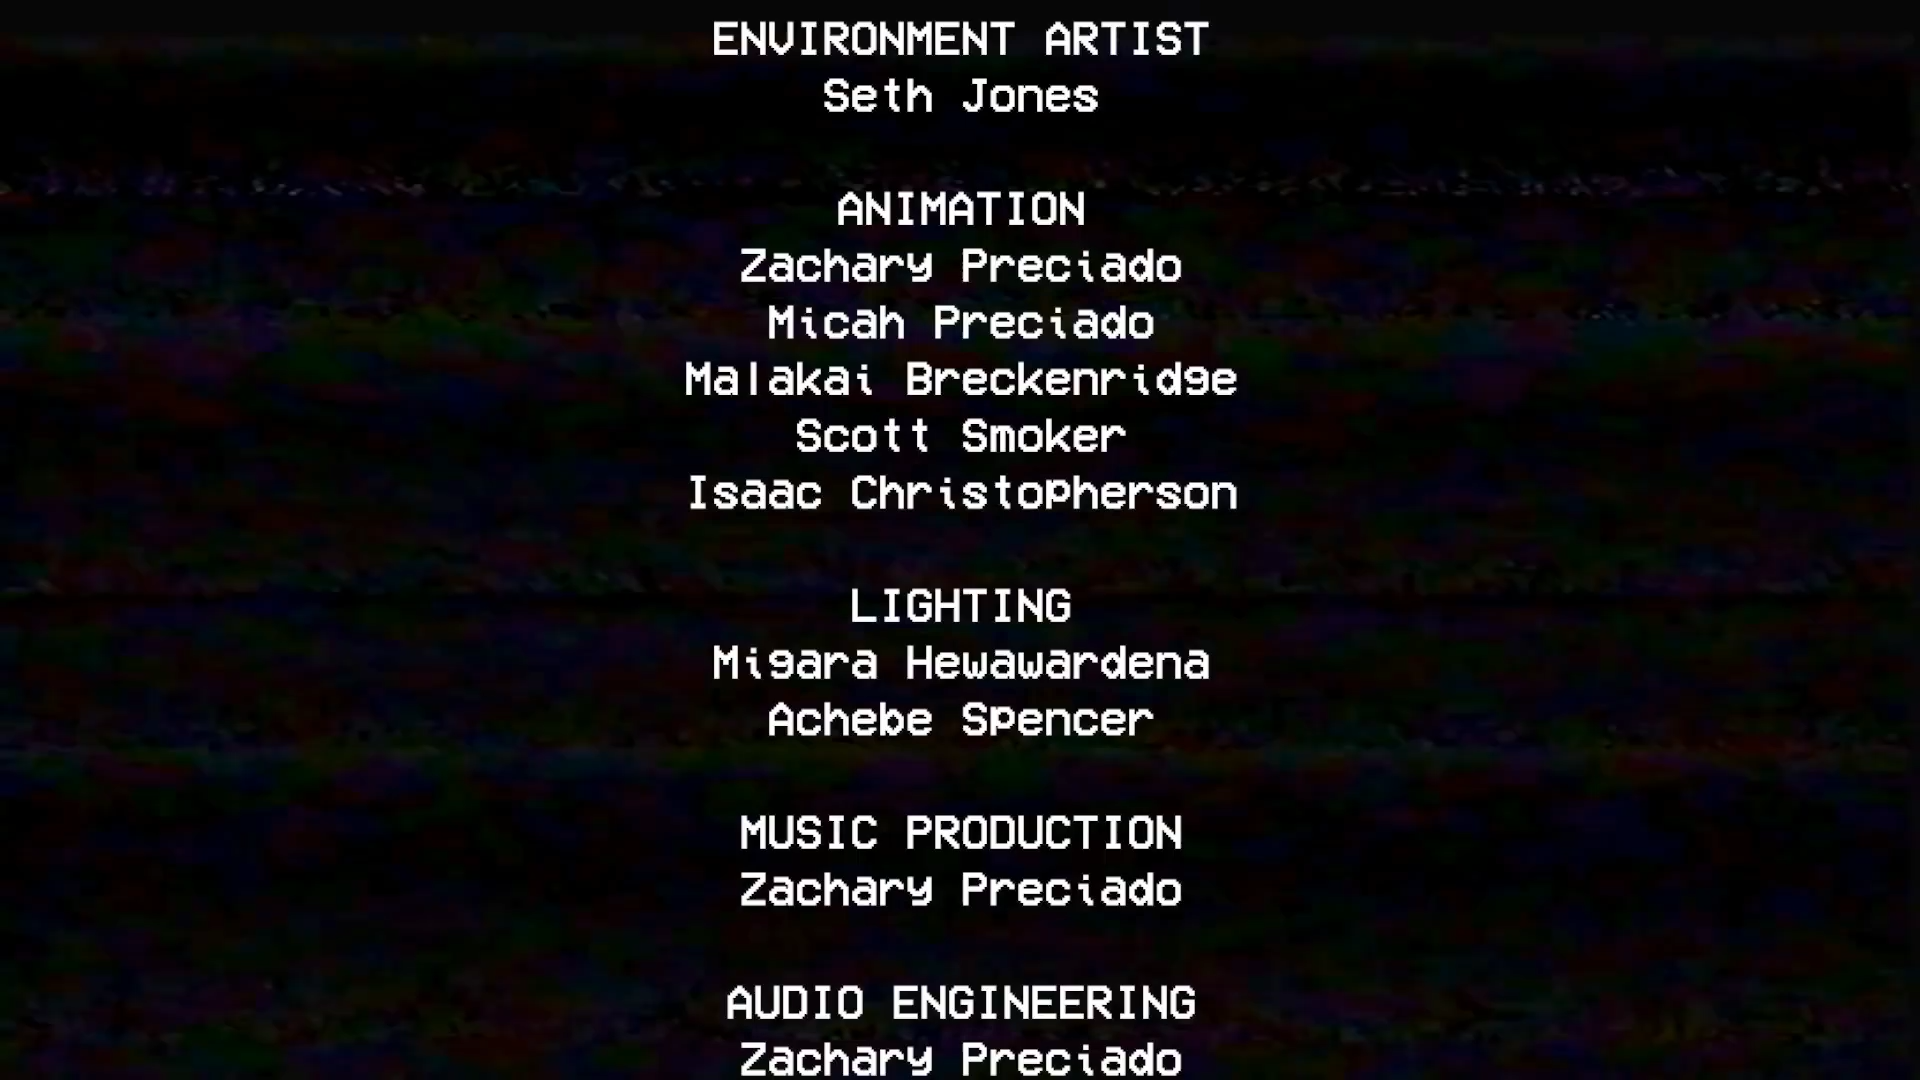 ENVIRONMENT ARTIST
Seth Jones
ANIMATION
Zachary Preciado
Micah Preciado
Malakai Breckenridge
Scott Smoker
Isaac Christopherson
LIGHTING
Migara Hewawardena
Achebe Spencer
MUSIC PRODUCTION
Zachary Preciado
AUDIO ENGINEERING
Zachary Preciado